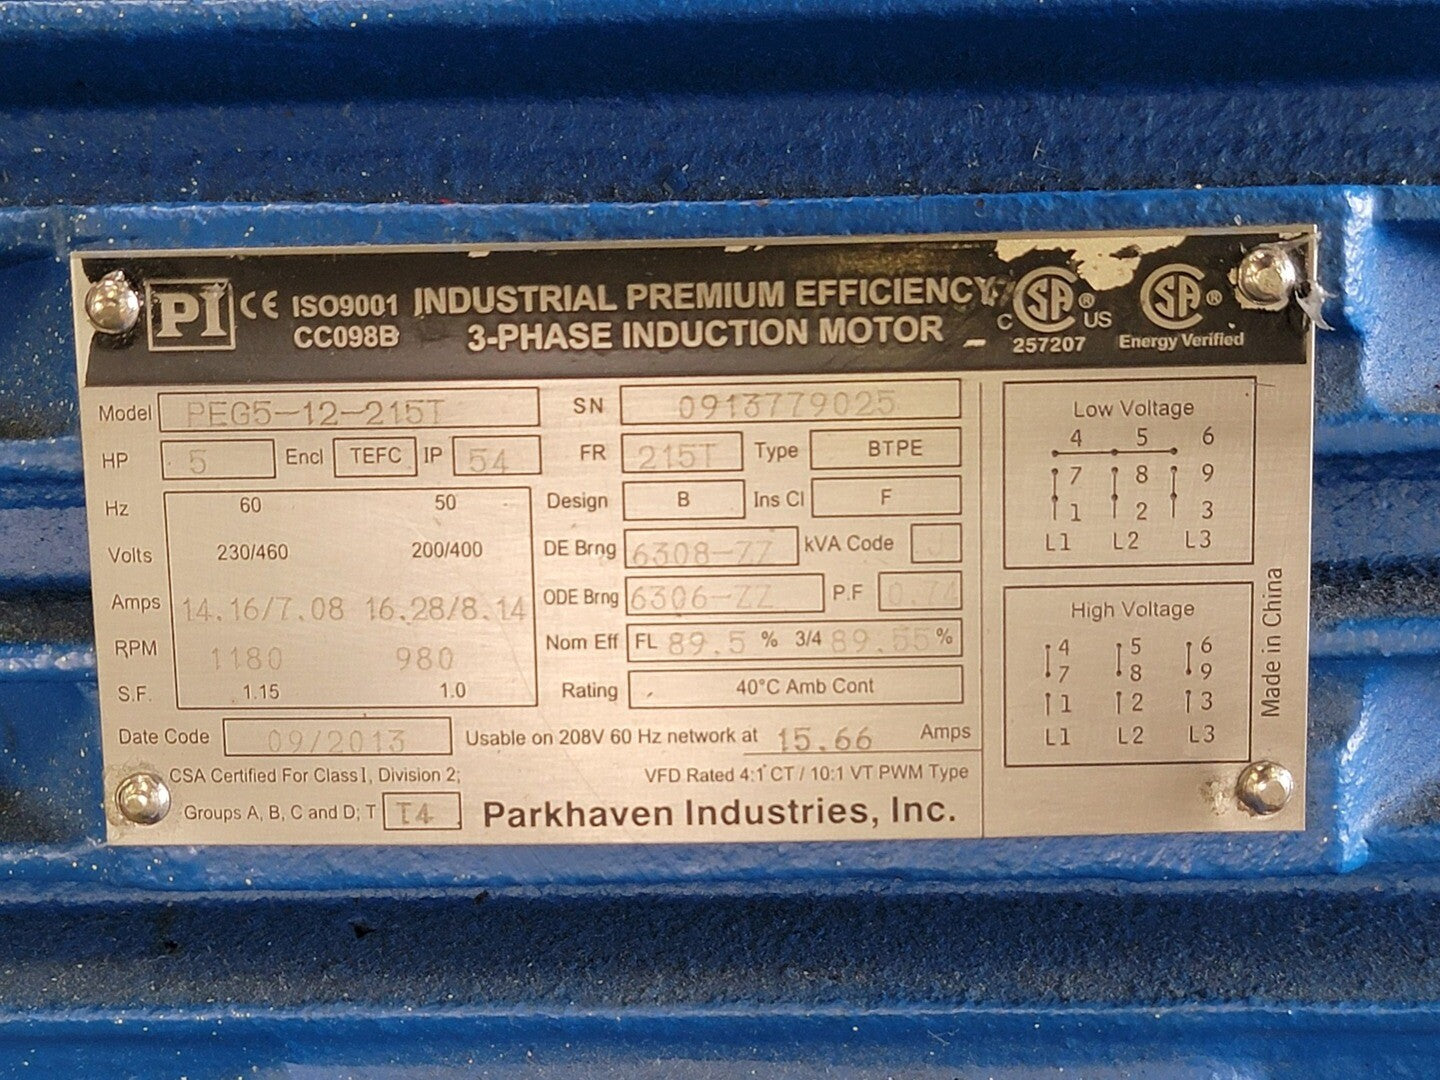 PI CE ISO9001 INDUSTRIAL PREMIUM EFFICIENCY SA ® SA ®
CC098B 3-PHASE INDUCTION MOTOR C US
257207 Energy Verified
Model PEG5-12-215T SN 0913779025
HP 5 Encl TEFC IP 54 FR 215T Type BTPE
Hz 60 50 Design B Ins Cl F
Volts 230/460 200/400 DE Brng 6308-ZZ kVA Code J
Amps 14.16/7.08 16.28/8.14 ODE Brng 6306-ZZ P.F 0.74
RPM 1180 980 Nom Eff FL 89.5 % 3/4 89.55 %
S.F. 1.15 1.0 Rating 40°C Amb Cont
Date Code 09/2013 Usable on 208V 60 Hz network at 15.66 Amps
CSA Certified For Class I, Division 2; VFD Rated 4:1 CT / 10:1 VT PWM Type
Groups A, B, C and D; T T4 Parkhaven Industries, Inc.
Low Voltage
4 5 6
7 8 9
1 2 3
L1 L2 L3
High Voltage
4 5 6
7 8 9
1 2 3
L1 L2 L3
Made in China